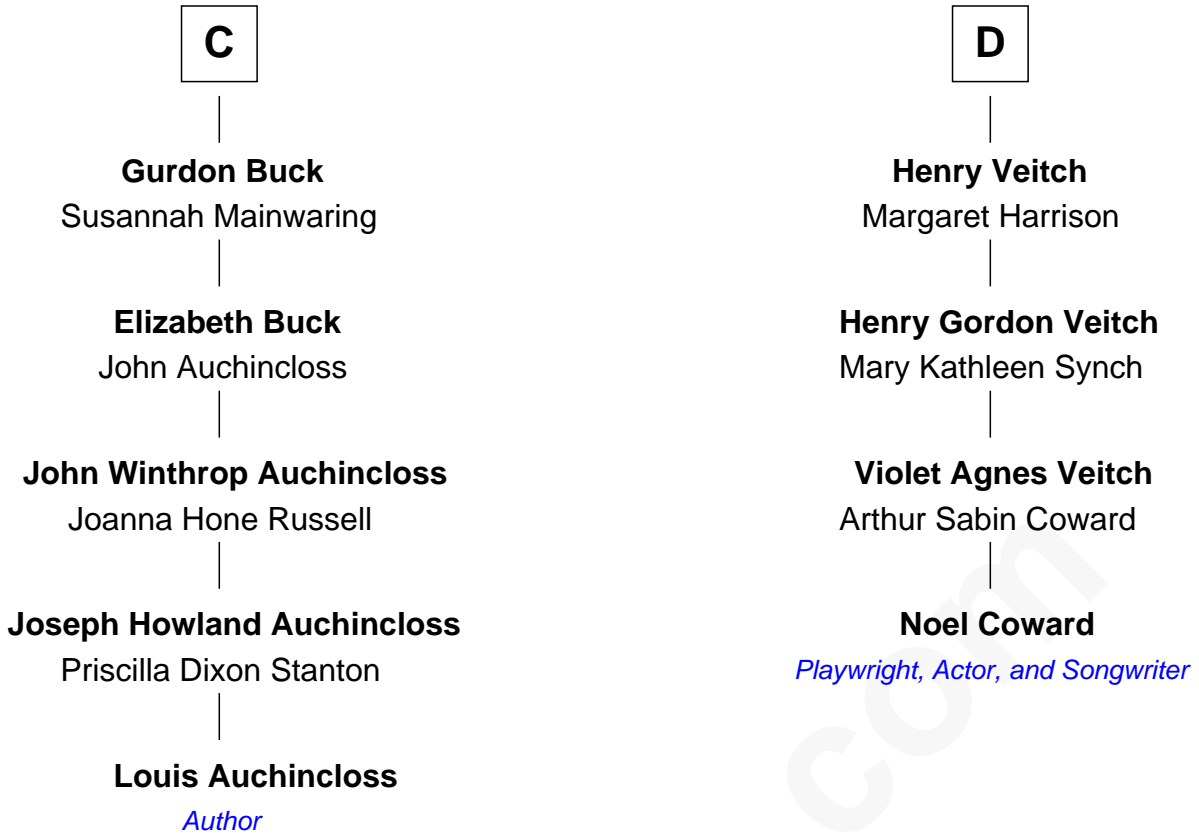 C
Gurdon Buck
Susannah Mainwaring
Elizabeth Buck
John Auchincloss
John Winthrop Auchincloss
Joanna Hone Russell
Joseph Howland Auchincloss
Priscilla Dixon Stanton
Louis Auchincloss
Author
D
Henry Veitch
Margaret Harrison
Henry Gordon Veitch
Mary Kathleen Synch
Violet Agnes Veitch
Arthur Sabin Coward
Noel Coward
Playwright, Actor, and Songwriter
com